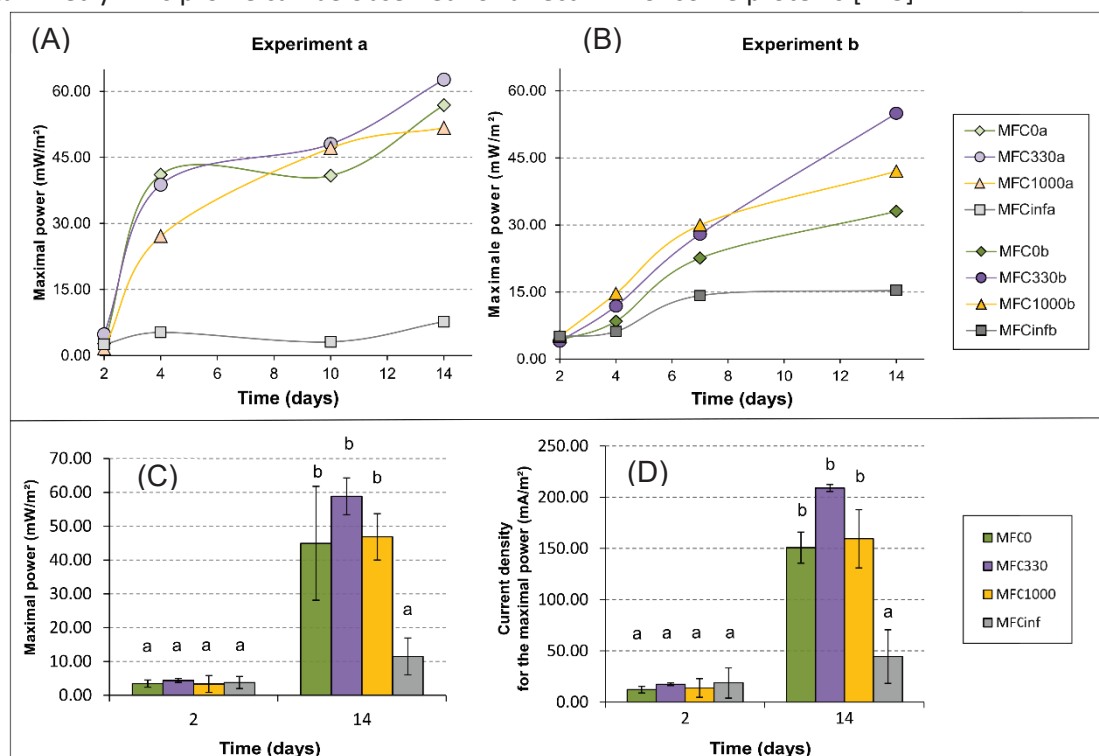 (A)
Experiment a
Maximal power (mW/m²)
60.00
45.00
30.00
15.00
0.00
2 4 6 8 10 12 14
Time (days)
(B)
Experiment b
Maximale power (mW/m²)
60.00
45.00
30.00
15.00
0.00
2 4 6 8 10 12 14
Time (days)
MFC0a
MFC330a
MFC1000a
MFCinfa
MFC0b
MFC330b
MFC1000b
MFCinfb
(C)
Maximal power (mW/m²)
70.00
60.00
50.00
40.00
30.00
20.00
10.00
0.00
a a a a
b b b a
2 14
Time (days)
(D)
Current density
for the maximal power (mA/m²)
250.00
200.00
150.00
100.00
50.00
0.00
a a a a
b b b a
2 14
Time (days)
MFC0
MFC330
MFC1000
MFCinf